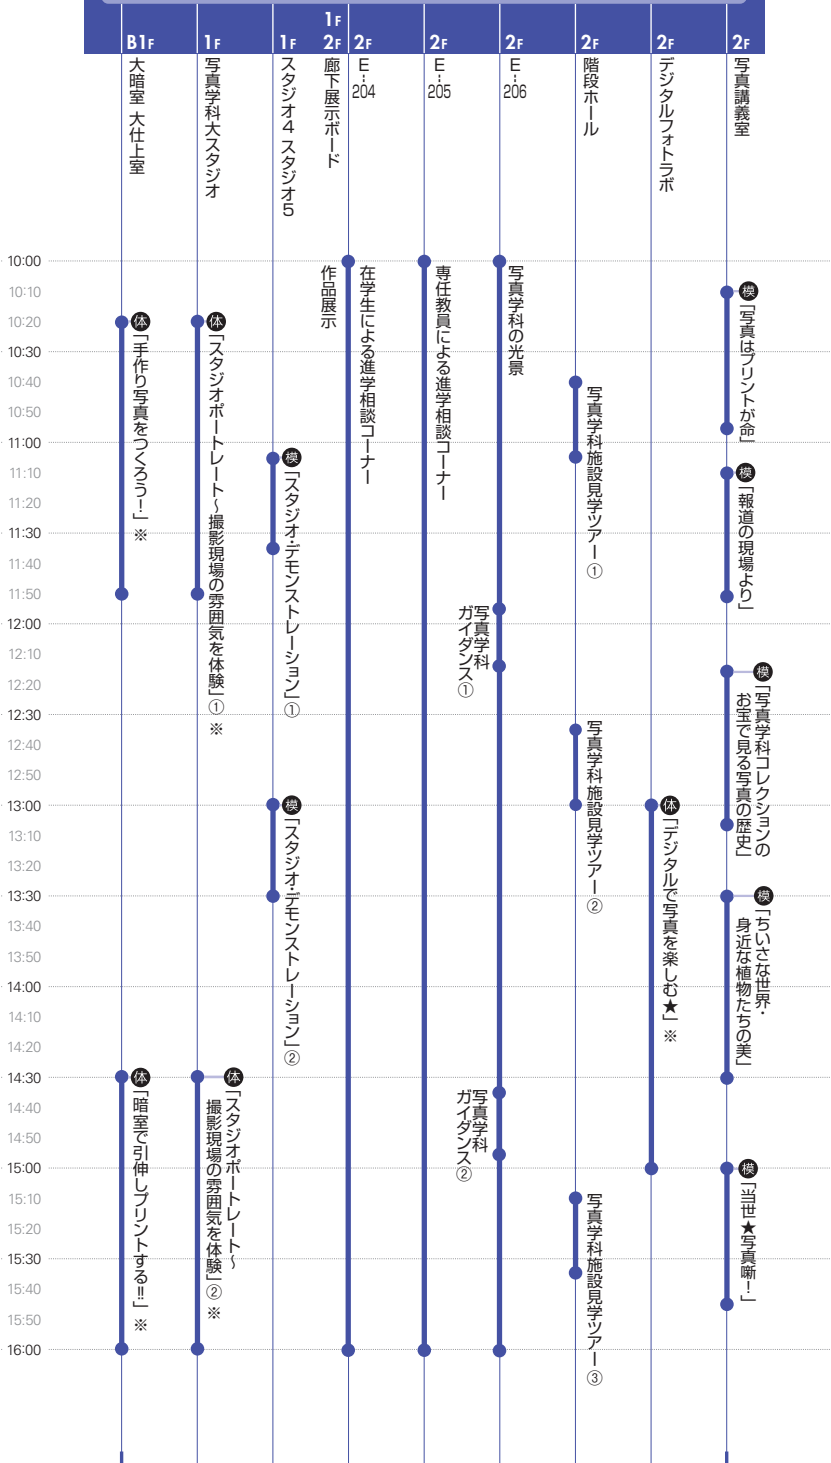 B1F
大暗室 大仕上室
1F
写真学科大スタジオ
1F
スタジオ4 スタジオ5
1F
2F
廊下展示ボード
2F
E-204
2F
E-205
2F
E-206
2F
階段ホール
2F
デジタルフォトラボ
2F
写真講義室
10:00
10:10
10:20
10:30
10:40
10:50
11:00
11:10
11:20
11:30
11:40
11:50
12:00
12:10
12:20
12:30
12:40
12:50
13:00
13:10
13:20
13:30
13:40
13:50
14:00
14:10
14:20
14:30
14:40
14:50
15:00
15:10
15:20
15:30
15:40
15:50
16:00
体「手作り写真をつくろう!」※
体「暗室で引伸しプリントする!!」※
体「スタジオポートレート~撮影現場の雰囲気を体験」① ※
体「スタジオポートレート~
撮影現場の雰囲気を体験」② ※
模「スタジオ・デモンストレーション」①
模「スタジオ・デモンストレーション」②
作品展示
在学生による進学相談コーナー
専任教員による進学相談コーナー
写真学科の光景
写真学科
ガイダンス①
写真学科
ガイダンス②
写真学科施設見学ツアー①
写真学科施設見学ツアー②
写真学科施設見学ツアー③
体「デジタルで写真を楽しむ★」※
模「写真はプリントが命」
模「報道の現場より」
模「写真学科コレクションの
お宝で見る写真の歴史」
模「ちいさな世界・
身近な植物たちの美」
模「当世★写真噺!」